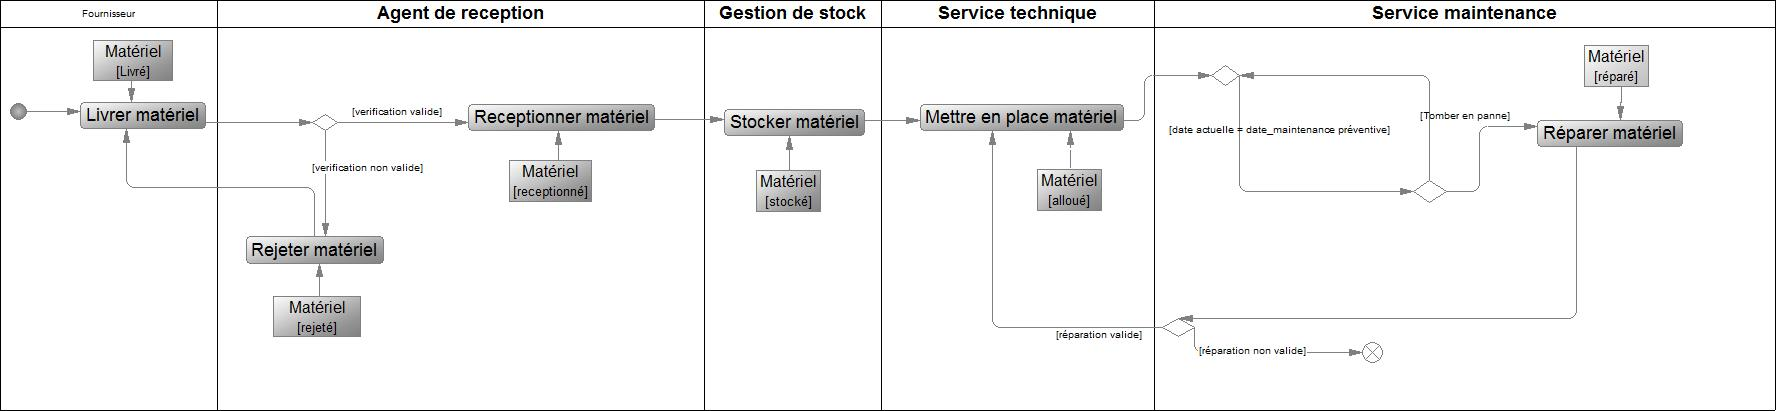 Fournisseur
Agent de reception
Gestion de stock
Service technique
Service maintenance
Matériel
[Livré]
Livrer matériel
[verification valide]
[verification non valide]
Receptionner matériel
Matériel
[receptionné]
Rejeter matériel
Matériel
[rejeté]
Stocker matériel
Matériel
[stocké]
Mettre en place matériel
Matériel
[alloué]
[date actuelle = date_maintenance préventive]
[Tomber en panne]
Matériel
[réparé]
Réparer matériel
[réparation valide]
[réparation non valide]